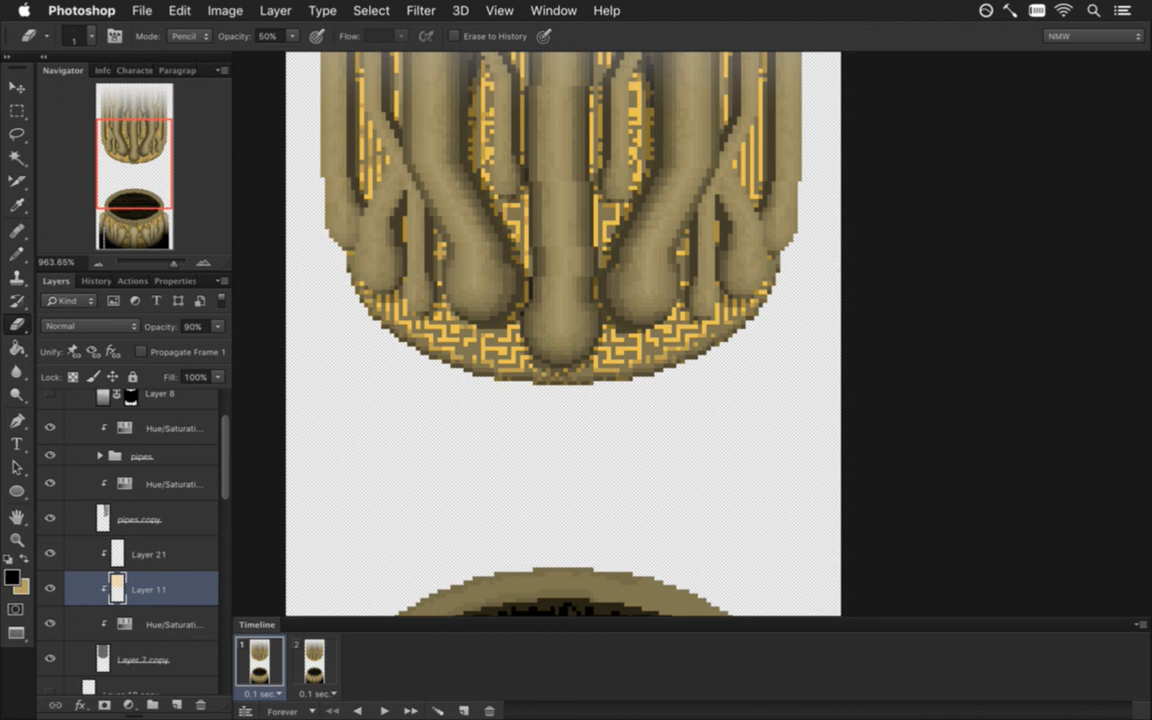 Photoshop File Edit Image Layer Type Select Filter 3D View Window Help
1 Mode: Pencil Opacity: 50% Flow: Erase to History NMW
Navigator Info Characte Paragrap
963.65%
Layers History Actions Properties
Kind
Normal Opacity: 90%
Unify: Propagate Frame 1
Lock: Fill: 100%
Layer 8
Hue/Saturati...
pipes
Hue/Saturati...
pipes copy
Layer 21
Layer 11
Hue/Saturati...
Layer 7 copy
Timeline
1 2
0.1 sec. 0.1 sec.
Forever